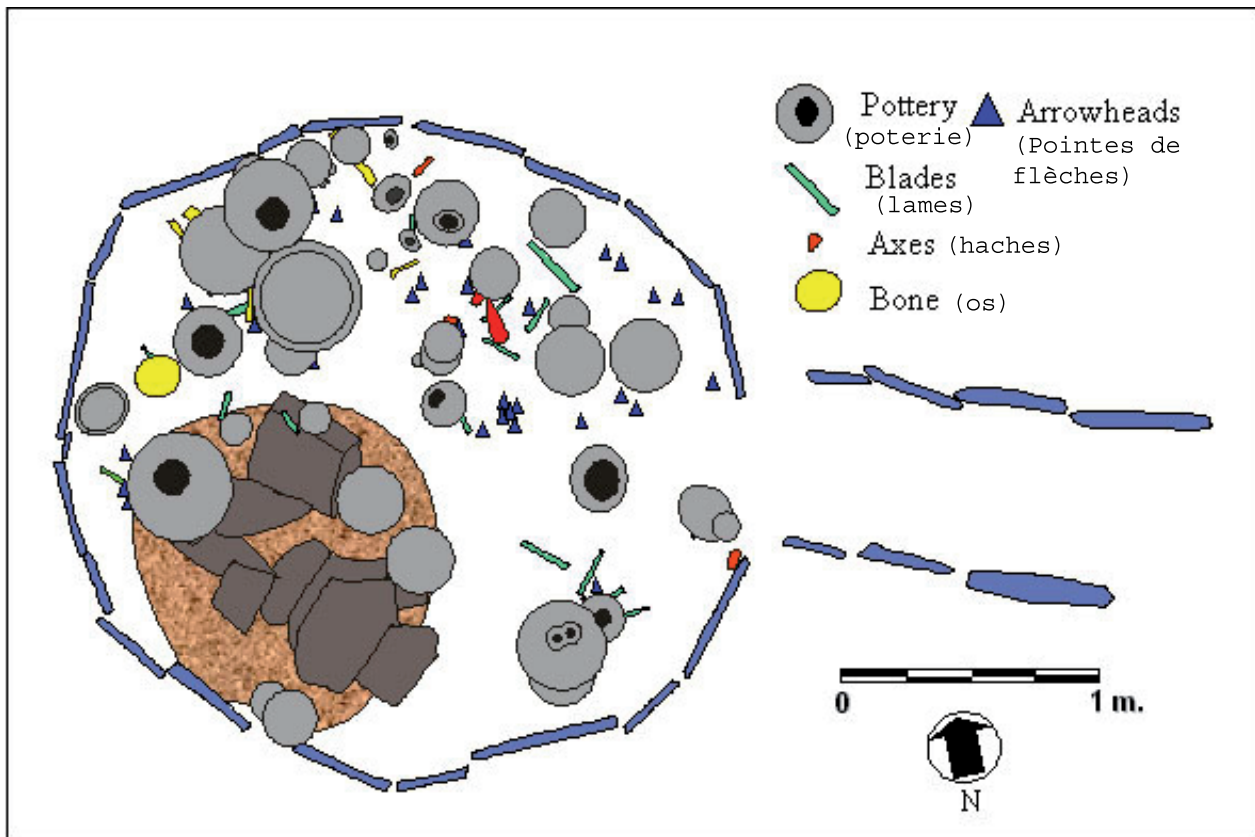 Pottery
(poterie)
Arrowheads
(Pointes de
flèches)
Blades
(lames)
Axes (haches)
Bone (os)
0 1 m.
N